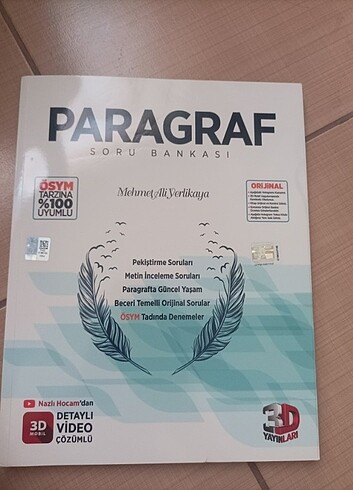 PARAGRAF
SORU BANKASI
ÖSYM
TARZINA
%100
UYUMLU
Mehmet Ali Yerlikaya
ORİJİNAL
Pekiştirme Soruları
Metin İnceleme Soruları
Paragrafta Güncel Yaşam
Beceri Temelli Orijinal Sorular
ÖSYM Tadında Denemeler
Nazlı Hocam'dan
3D
MOBİL
DETAYLI
VİDEO
ÇÖZÜMLÜ
3D
YAYINLARI